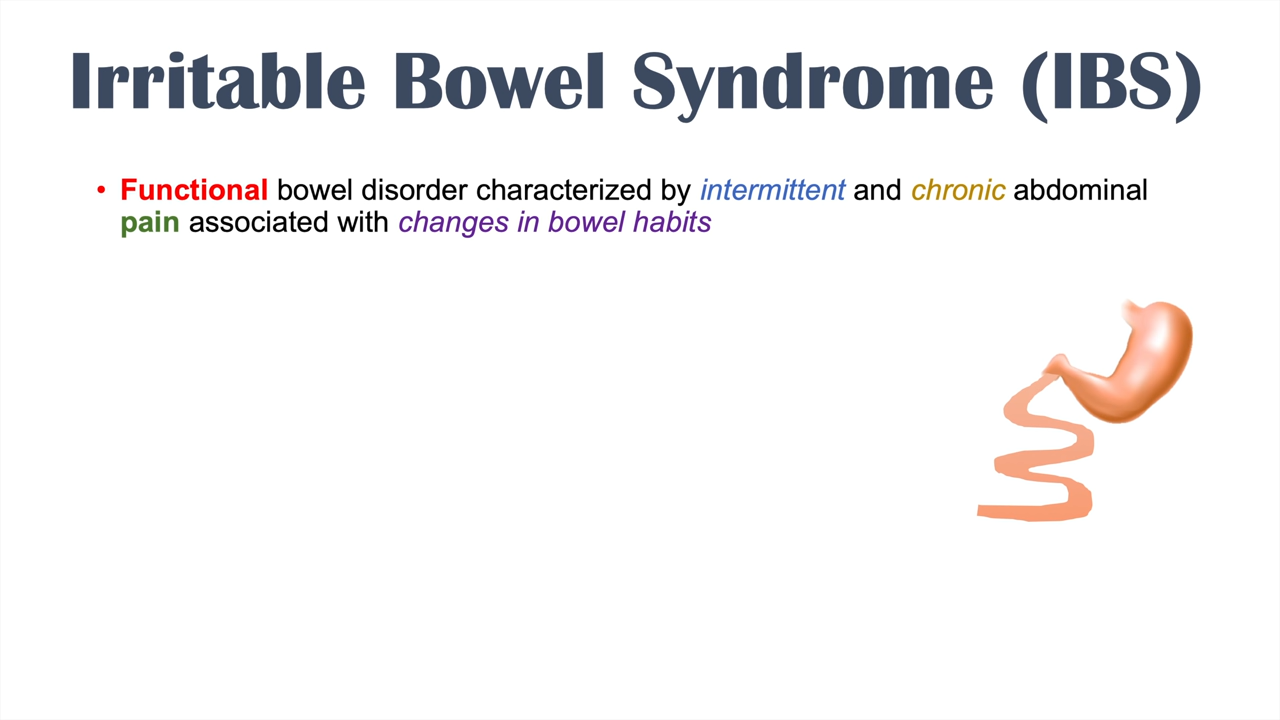 Irritable Bowel Syndrome (IBS)
• Functional bowel disorder characterized by intermittent and chronic abdominal
pain associated with changes in bowel habits